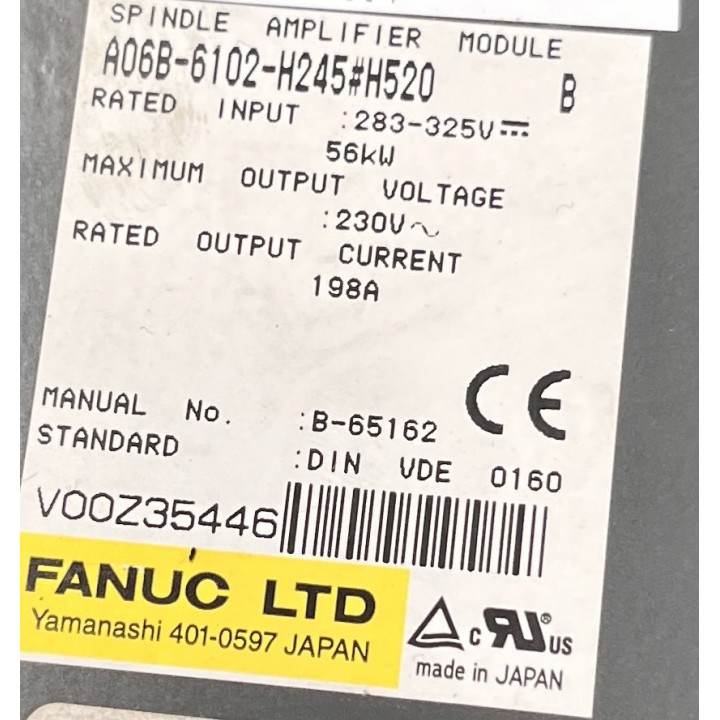 SPINDLE AMPLIFIER MODULE
A06B-6102-H245#H520 B
RATED INPUT :283-325V⎓
56kW
MAXIMUM OUTPUT VOLTAGE
:230V~
RATED OUTPUT CURRENT
198A
CE
MANUAL No. :B-65162
STANDARD :DIN VDE 0160
V00Z35446
FANUC LTD
Yamanashi 401-0597 JAPAN
c RU® US
made in JAPAN